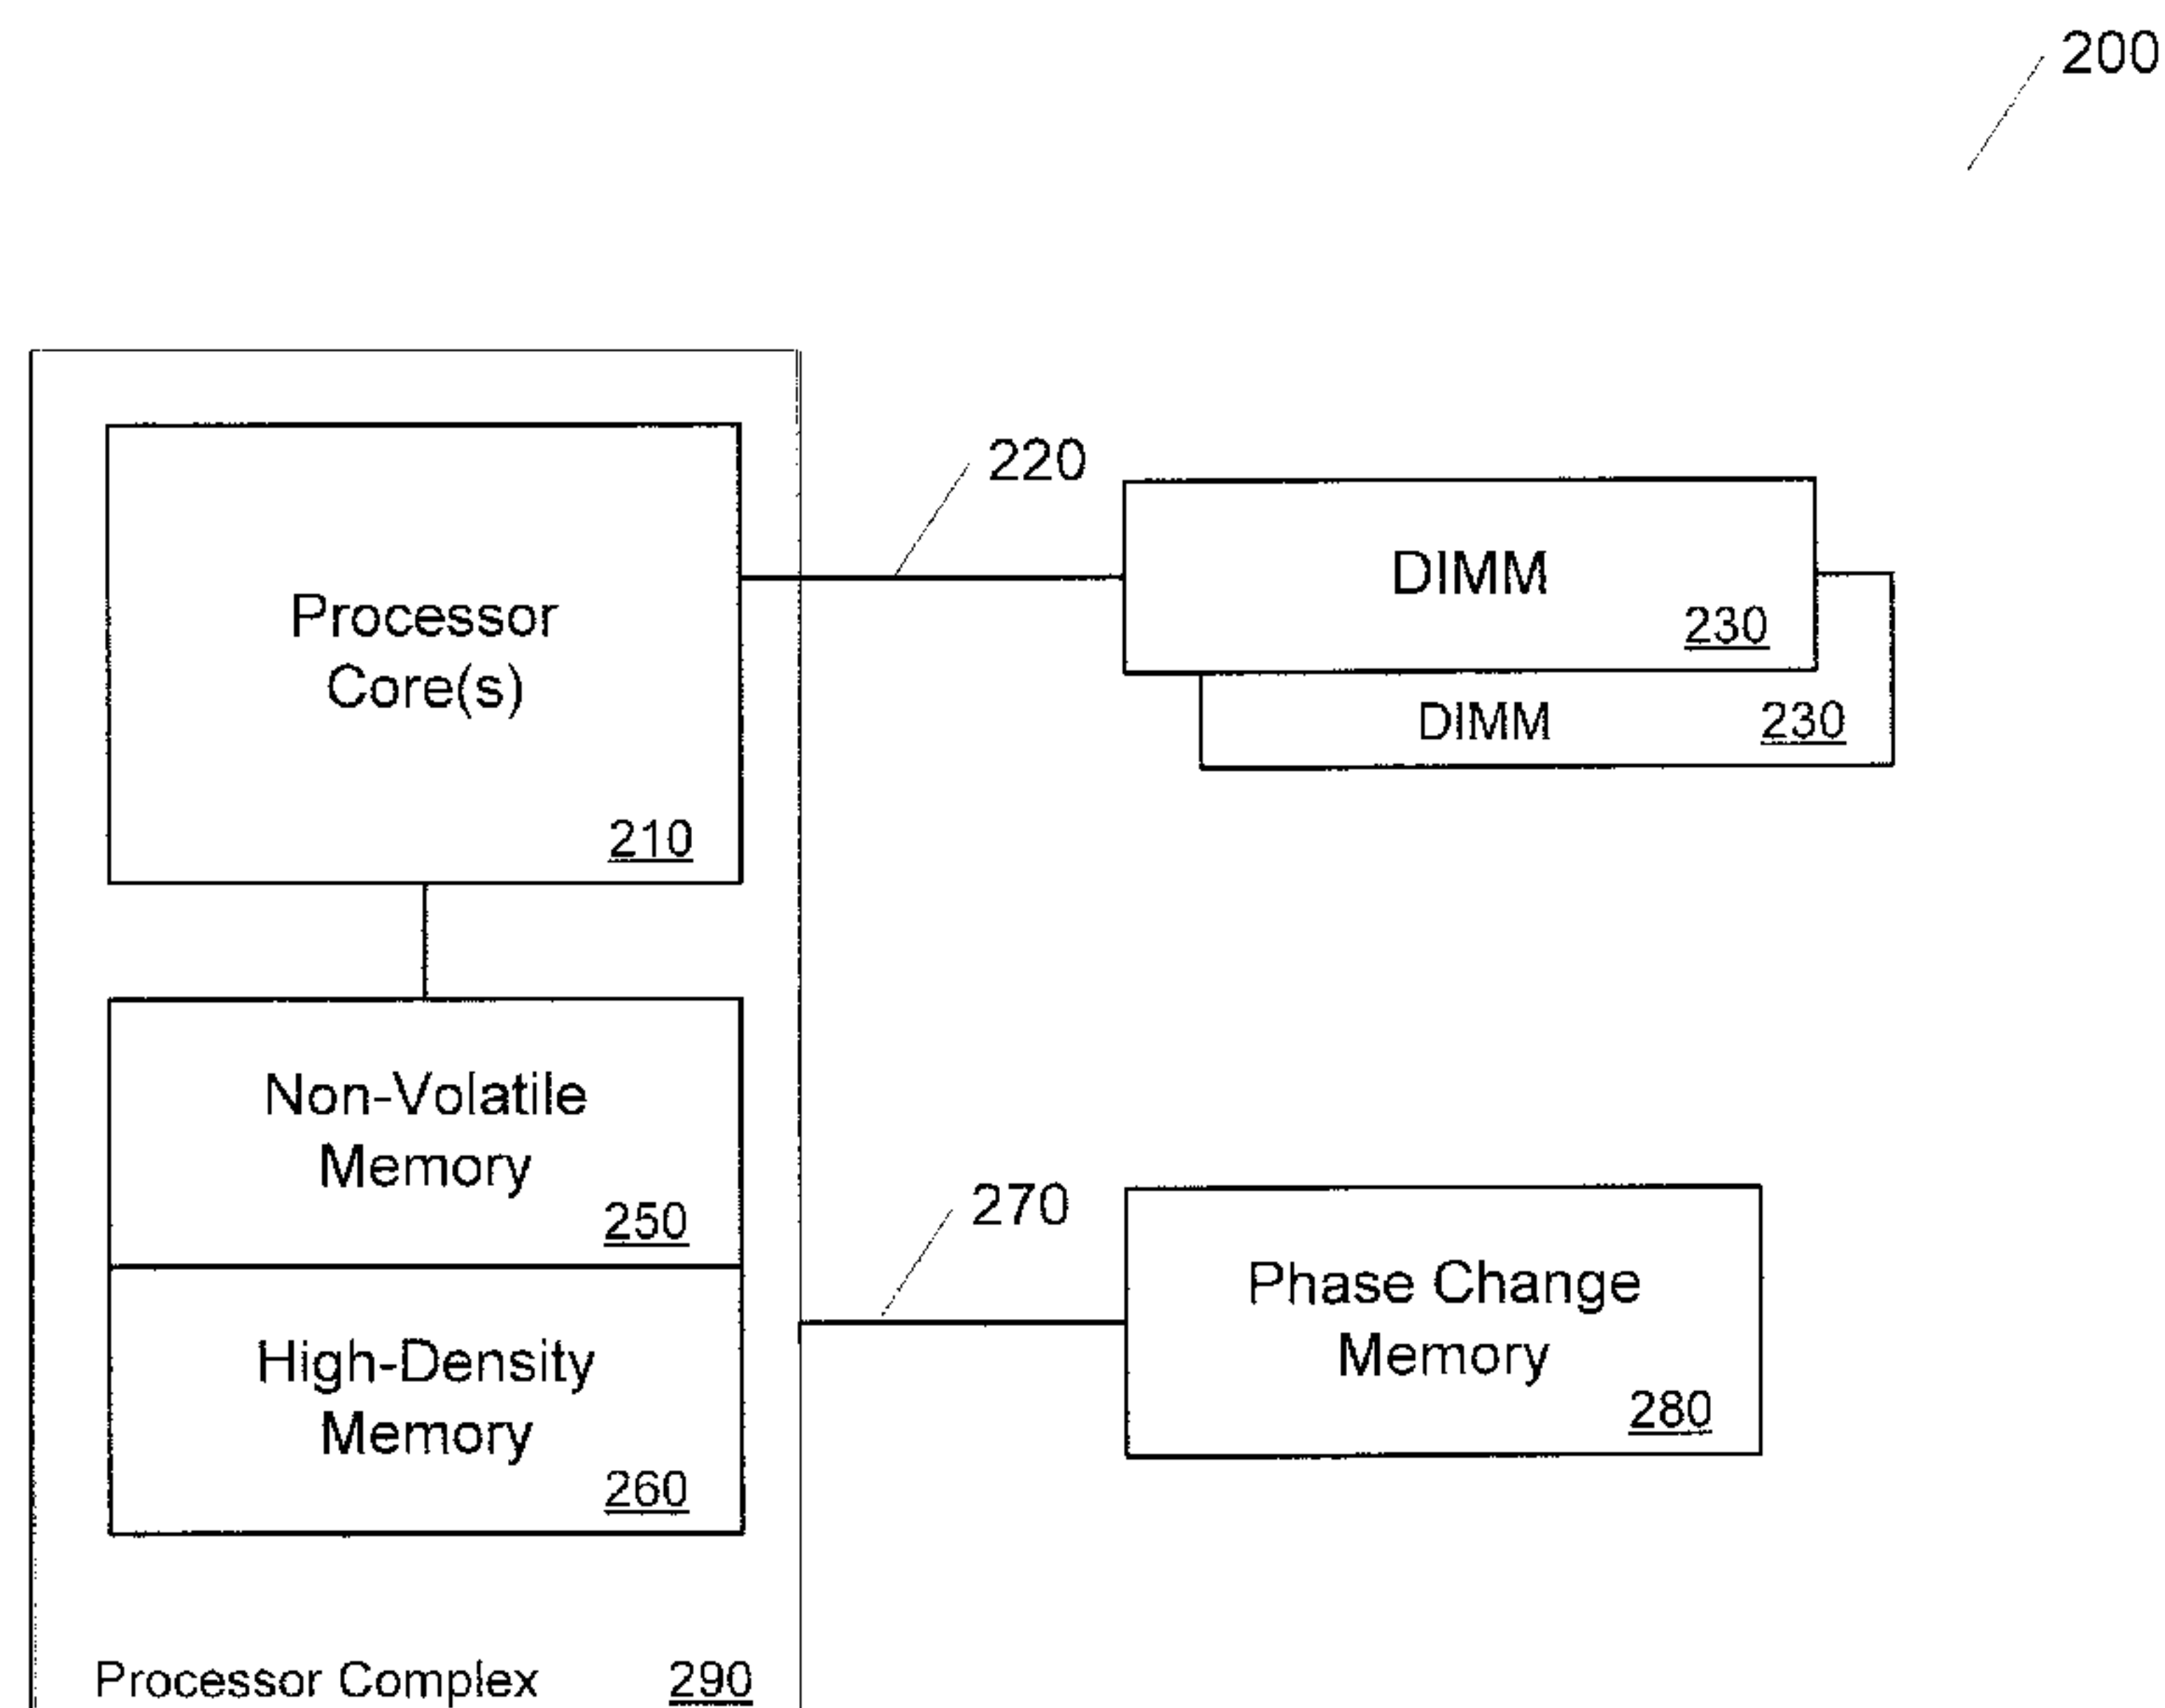 200
220
Processor
Core(s)
210
DIMM
230
DIMM
230
Non-Volatile
Memory
250
270
High-Density
Memory
260
Phase Change
Memory
280
Processor Complex 290